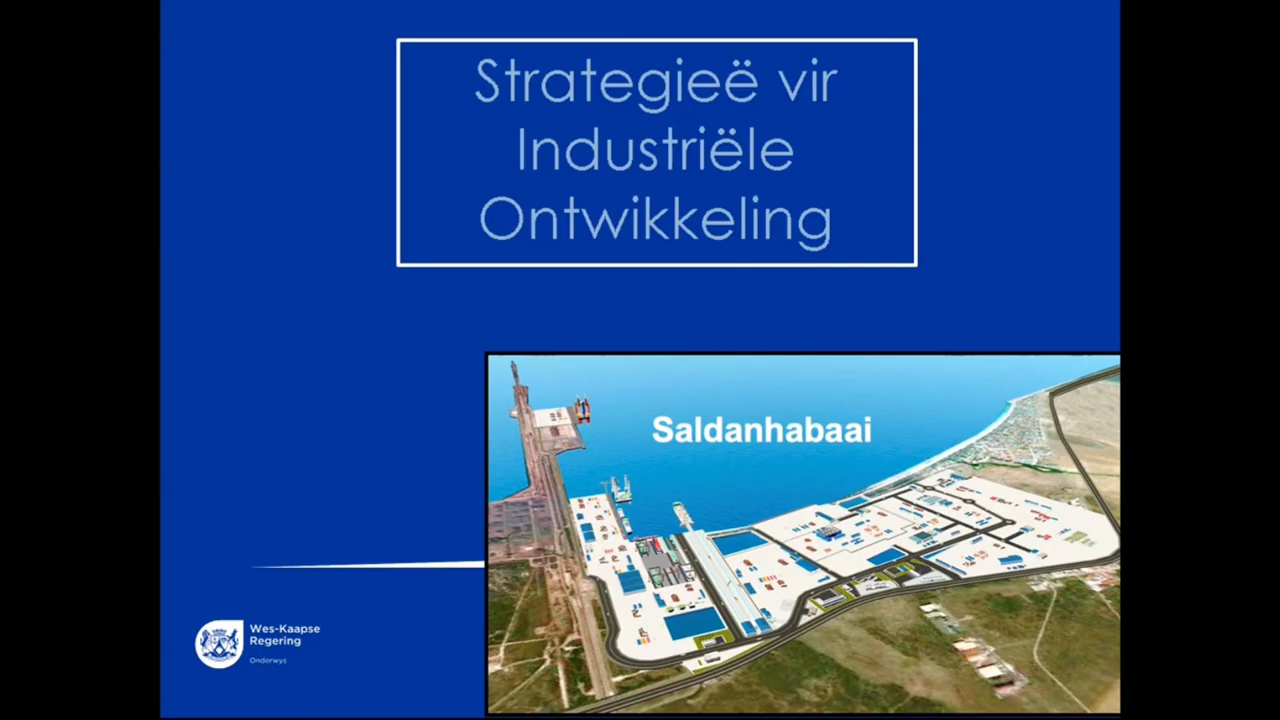 Strategieë vir
Industriële
Ontwikkeling
Saldanhabaai
Wes-Kaapse
Regering
Onderwys